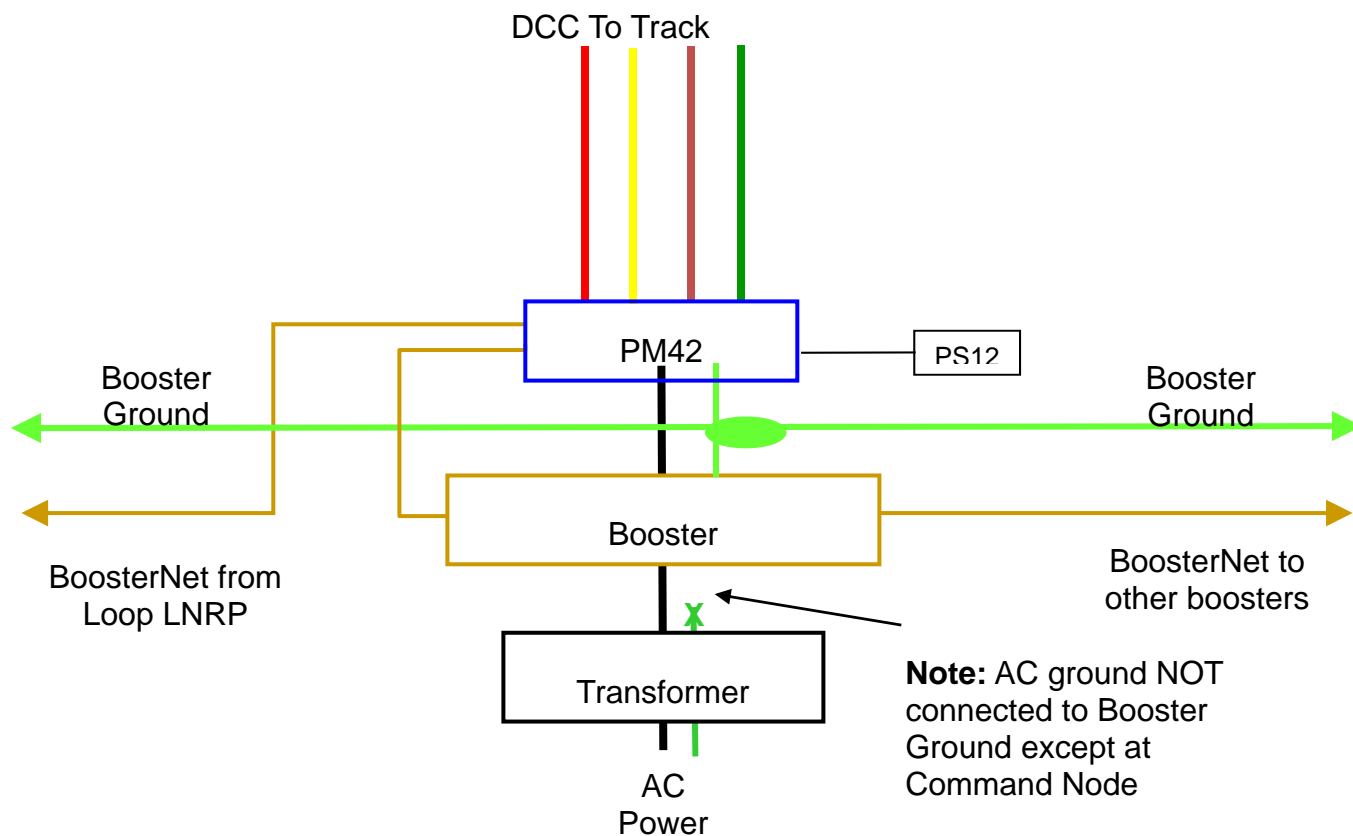 DCC To Track
PM42
PS12
Booster
Ground
Booster
Ground
Booster
BoosterNet from
Loop LNRP
BoosterNet to
other boosters
X
Transformer
Note: AC ground NOT
connected to Booster
Ground except at
Command Node
AC
Power